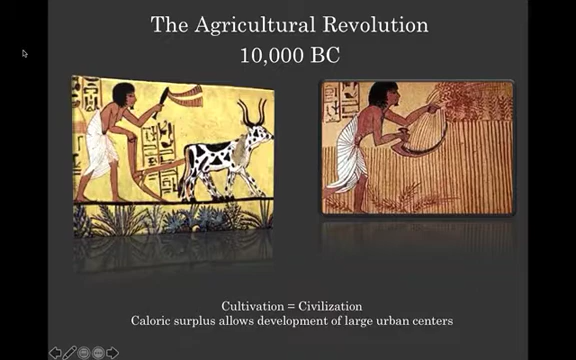 The Agricultural Revolution
10,000 BC
Cultivation = Civilization
Caloric surplus allows development of large urban centers